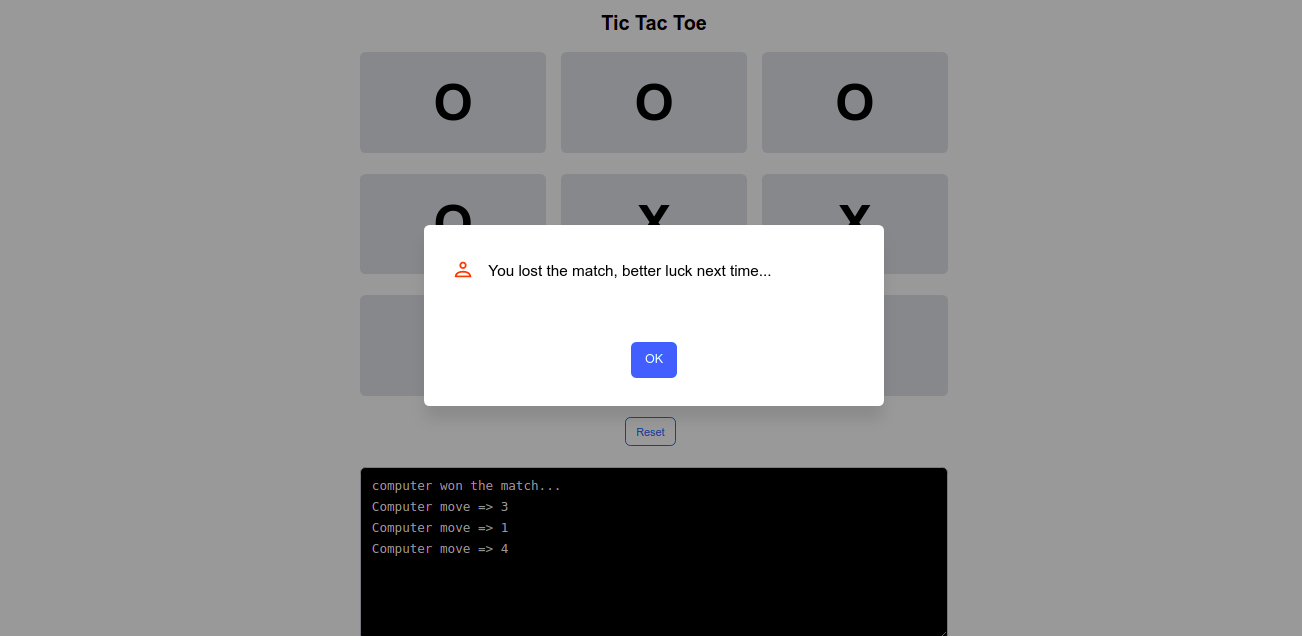 Tic Tac Toe
O O O
O X X
You lost the match, better luck next time...
OK
Reset
computer won the match...
Computer move => 3
Computer move => 1
Computer move => 4